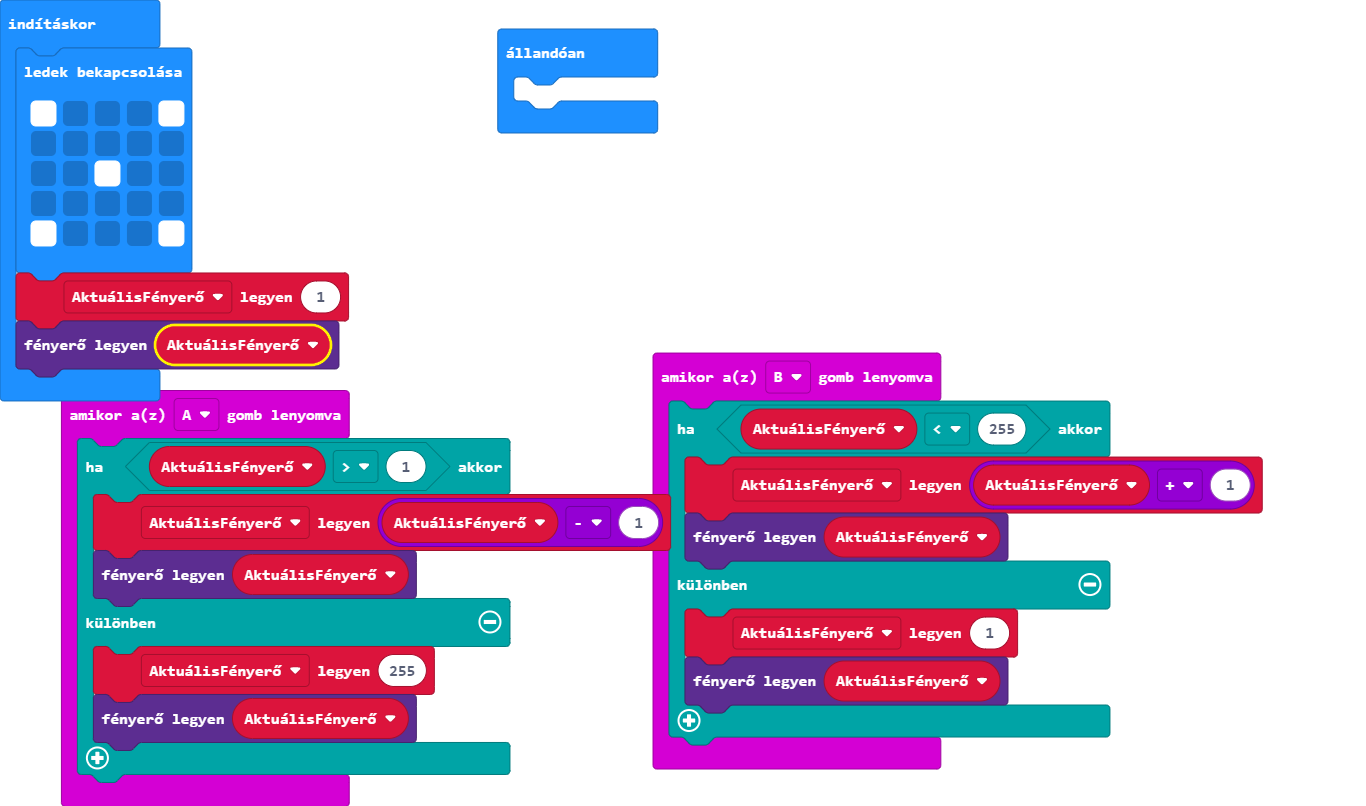 indításkor
ledek bekapcsolása
AktuálisFényerő legyen 1
fényerő legyen AktuálisFényerő
állandóan
amikor a(z) A gomb lenyomva
ha AktuálisFényerő > 1 akkor
AktuálisFényerő legyen AktuálisFényerő - 1
fényerő legyen AktuálisFényerő
különben
AktuálisFényerő legyen 255
fényerő legyen AktuálisFényerő
amikor a(z) B gomb lenyomva
ha AktuálisFényerő < 255 akkor
AktuálisFényerő legyen AktuálisFényerő + 1
fényerő legyen AktuálisFényerő
különben
AktuálisFényerő legyen 1
fényerő legyen AktuálisFényerő